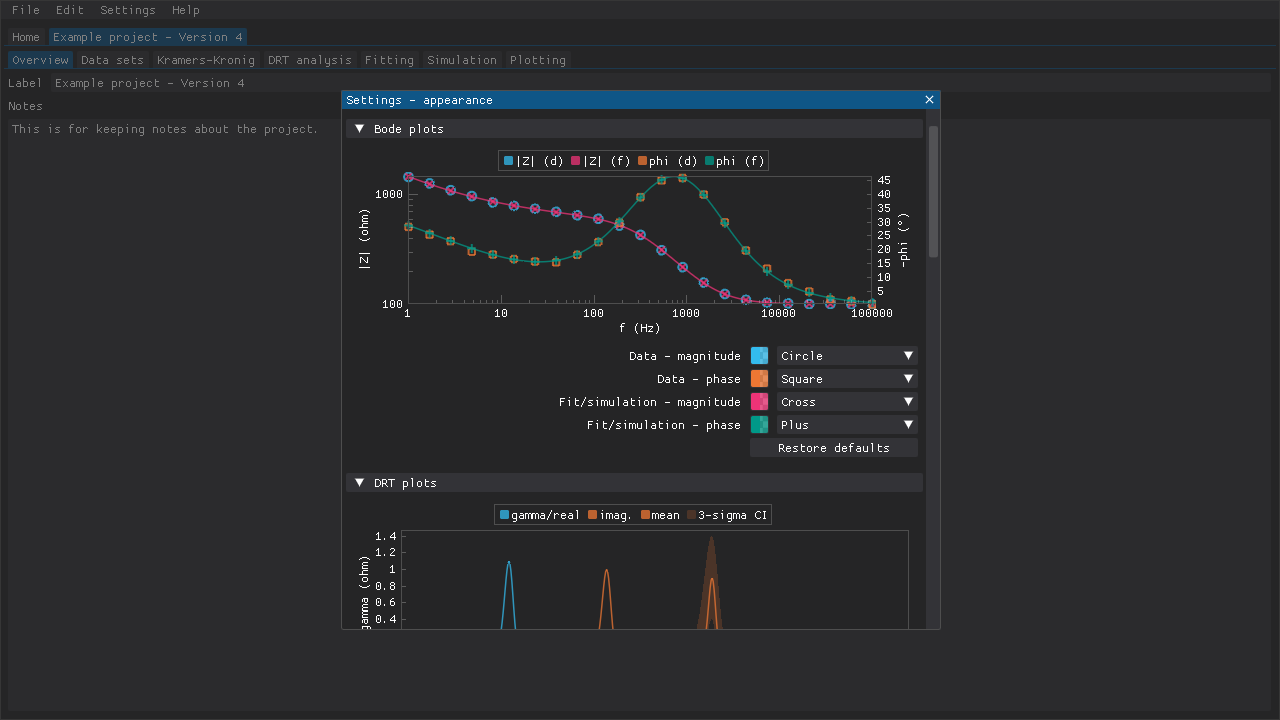 File Edit Settings Help
Home Example project - Version 4
Overview Data sets Kramers-Kronig DRT analysis Fitting Simulation Plotting
Label Example project - Version 4
Notes
This is for keeping notes about the project.
Settings - appearance
Bode plots
|Z| (d) |Z| (f) phi (d) phi (f)
|Z| (ohm)
1000
100
45
40
35
30
25
20
15
10
5
-phi (°)
1 10 100 1000 10000 100000
f (Hz)
Data - magnitude Circle
Data - phase Square
Fit/simulation - magnitude Cross
Fit/simulation - phase Plus
Restore defaults
DRT plots
gamma/real imag. mean 3-sigma CI
gamma (ohm)
1.4
1.2
1
0.8
0.6
0.4